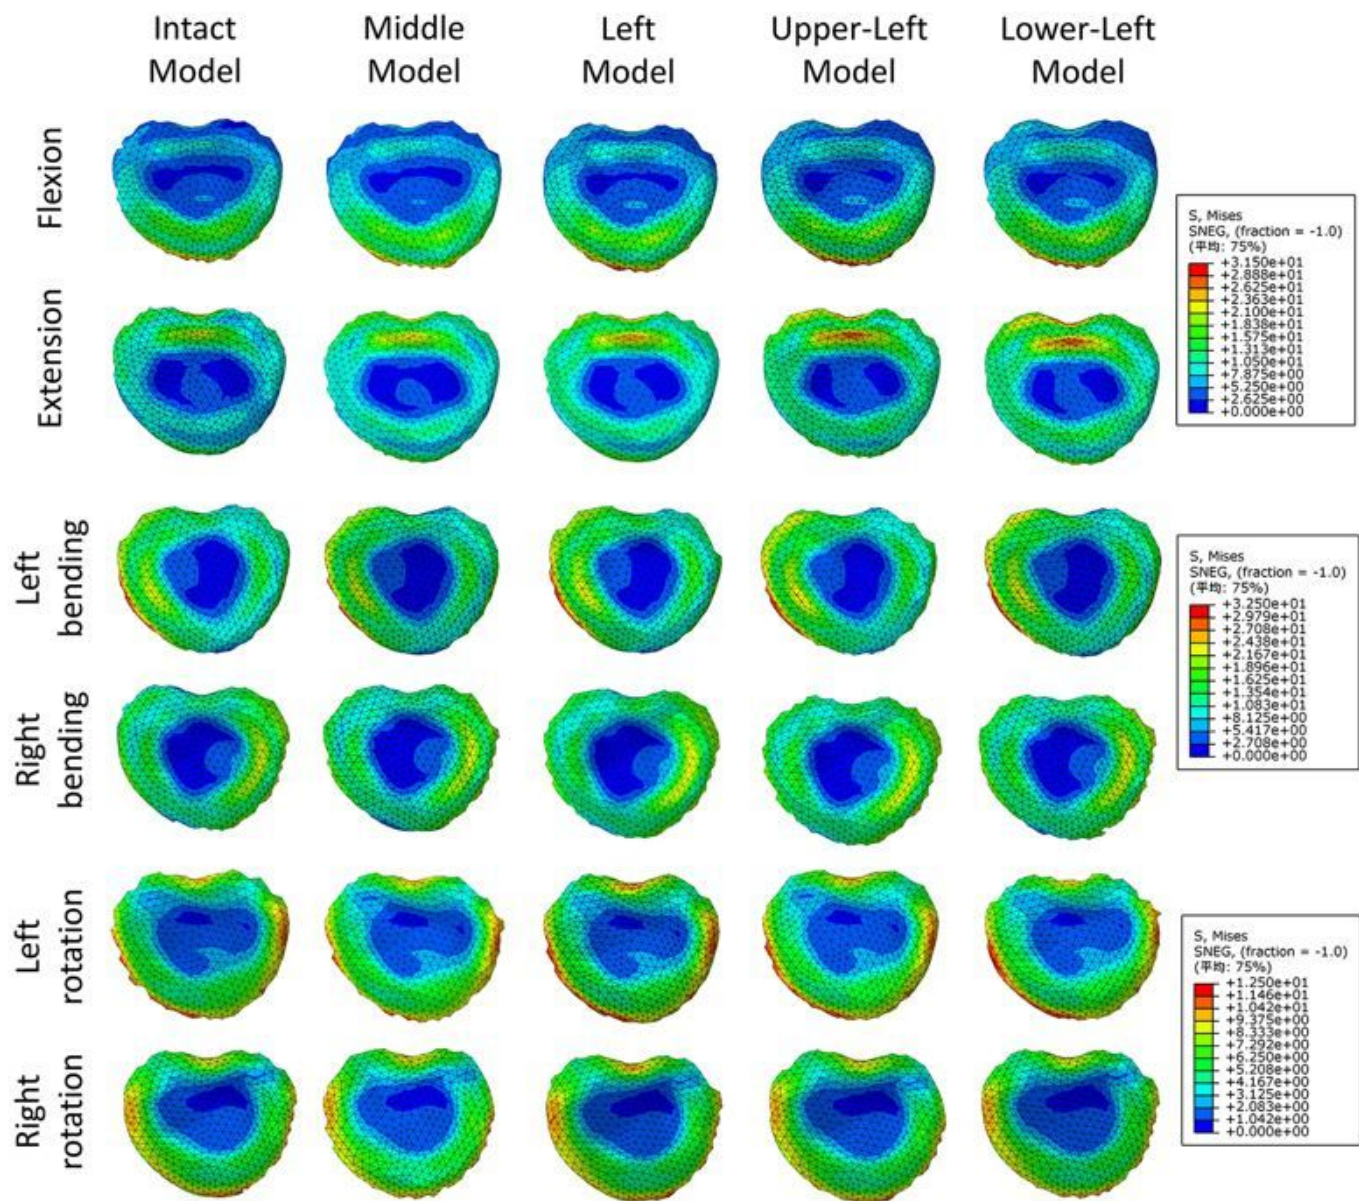 Intact Model
Middle Model
Left Model
Upper-Left Model
Lower-Left Model
Flexion
Extension
S, Mises
SNEG, (fraction = -1.0)
(平均: 75%)
+3.150e+01
+2.888e+01
+2.625e+01
+2.363e+01
+2.100e+01
+1.838e+01
+1.575e+01
+1.313e+01
+1.050e+01
+7.875e+00
+5.250e+00
+2.625e+00
+0.000e+00
Left bending
Right bending
S, Mises
SNEG, (fraction = -1.0)
(平均: 75%)
+3.250e+01
+2.979e+01
+2.708e+01
+2.438e+01
+2.167e+01
+1.896e+01
+1.625e+01
+1.354e+01
+1.083e+01
+8.125e+00
+5.417e+00
+2.708e+00
+0.000e+00
Left rotation
Right rotation
S, Mises
SNEG, (fraction = -1.0)
(平均: 75%)
+1.250e+01
+1.146e+01
+1.042e+01
+9.375e+00
+8.333e+00
+7.292e+00
+6.250e+00
+5.208e+00
+4.167e+00
+3.125e+00
+2.083e+00
+1.042e+00
+0.000e+00